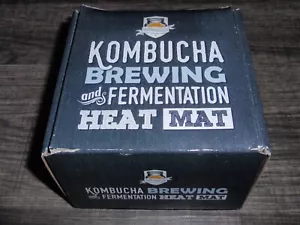 KOMBUCHA
BREWING
and FERMENTATION
HEAT MAT
KOMBUCHA BREWING
and FERMENTATION HEAT MAT